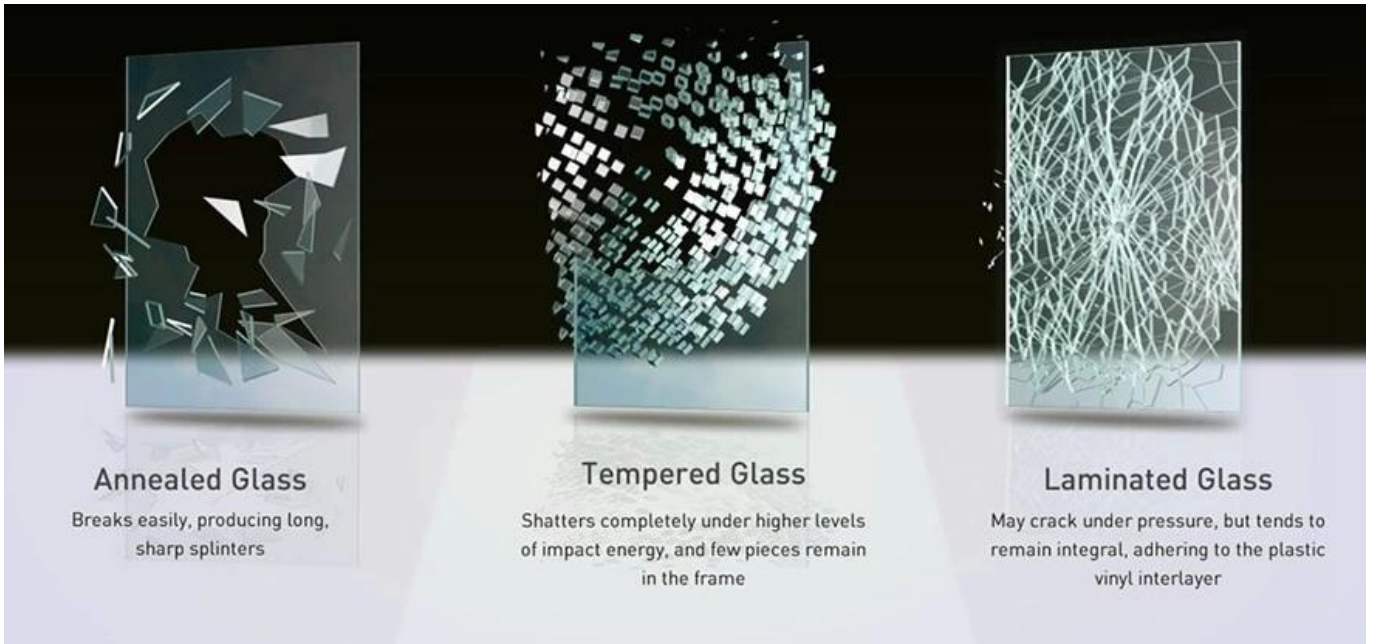 Annealed Glass
Breaks easily, producing long,
sharp splinters
Tempered Glass
Shatters completely under higher levels
of impact energy, and few pieces remain
in the frame
Laminated Glass
May crack under pressure, but tends to
remain integral, adhering to the plastic
vinyl interlayer